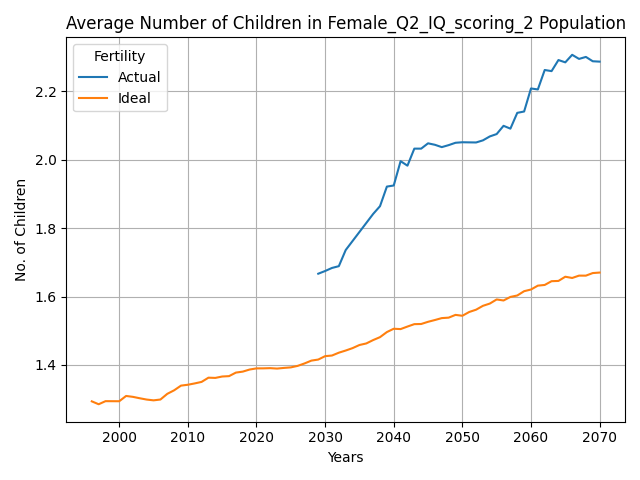 Average Number of Children in Female_Q2_IQ_scoring_2 Population
Fertility
Actual
Ideal
No. of Children
2.2
2.0
1.8
1.6
1.4
2000 2010 2020 2030 2040 2050 2060 2070
Years